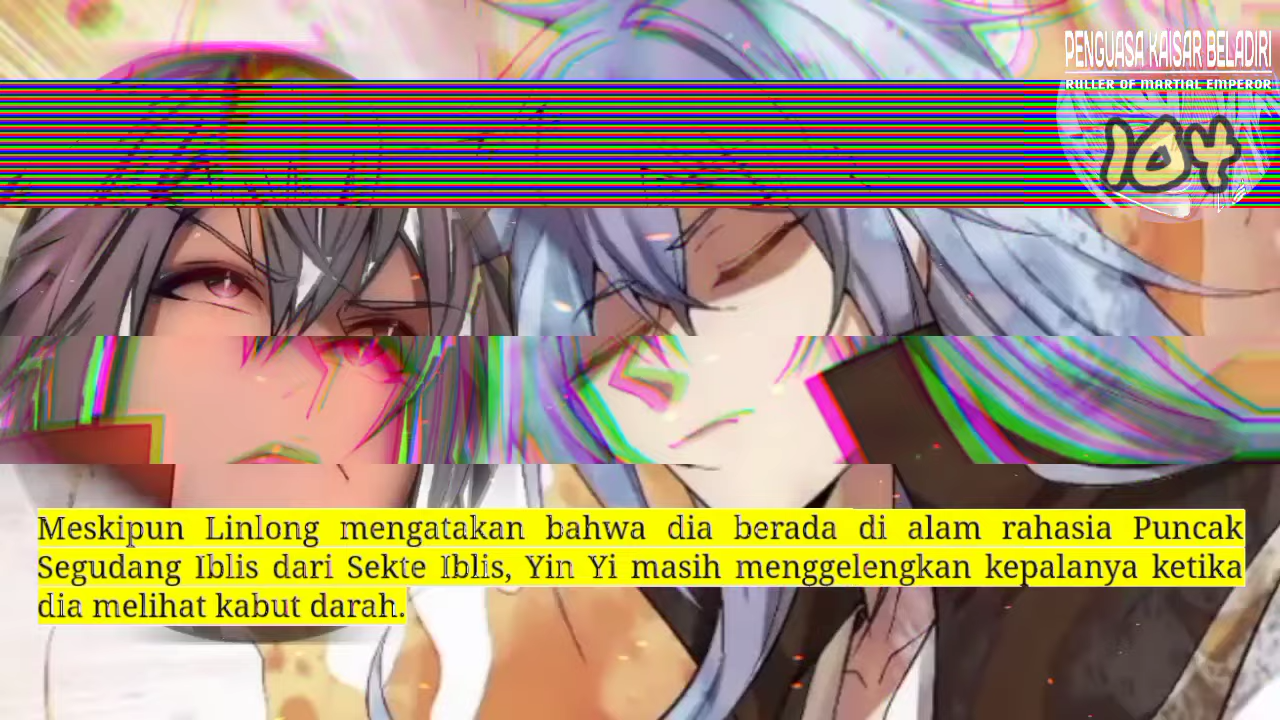 PENGUASA KAISAR BELADIRI
RULLER OF MARTIAL EMPEROR
104
Meskipun Linlong mengatakan bahwa dia berada di alam rahasia Puncak
Segudang Iblis dari Sekte Iblis, Yin Yi masih menggelengkan kepalanya ketika
dia melihat kabut darah.